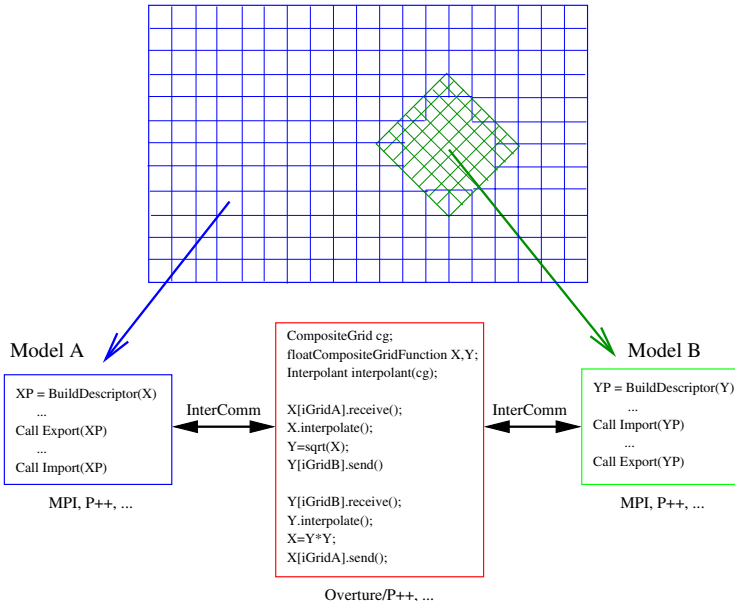 Model A
XP = BuildDescriptor(X)
...
Call Export(XP)
...
Call Import(XP)
MPI, P++, ...
InterComm
CompositeGrid cg;
floatCompositeGridFunction X,Y;
Interpolant interpolant(cg);
X[iGridA].receive();
X.interpolate();
Y=sqrt(X);
Y[iGridB].send()
Y[iGridB].receive();
Y.interpolate();
X=Y*Y;
X[iGridA].send();
Overture/P++, ...
InterComm
Model B
YP = BuildDescriptor(Y)
...
Call Import(YP)
...
Call Export(YP)
MPI, P++, ...